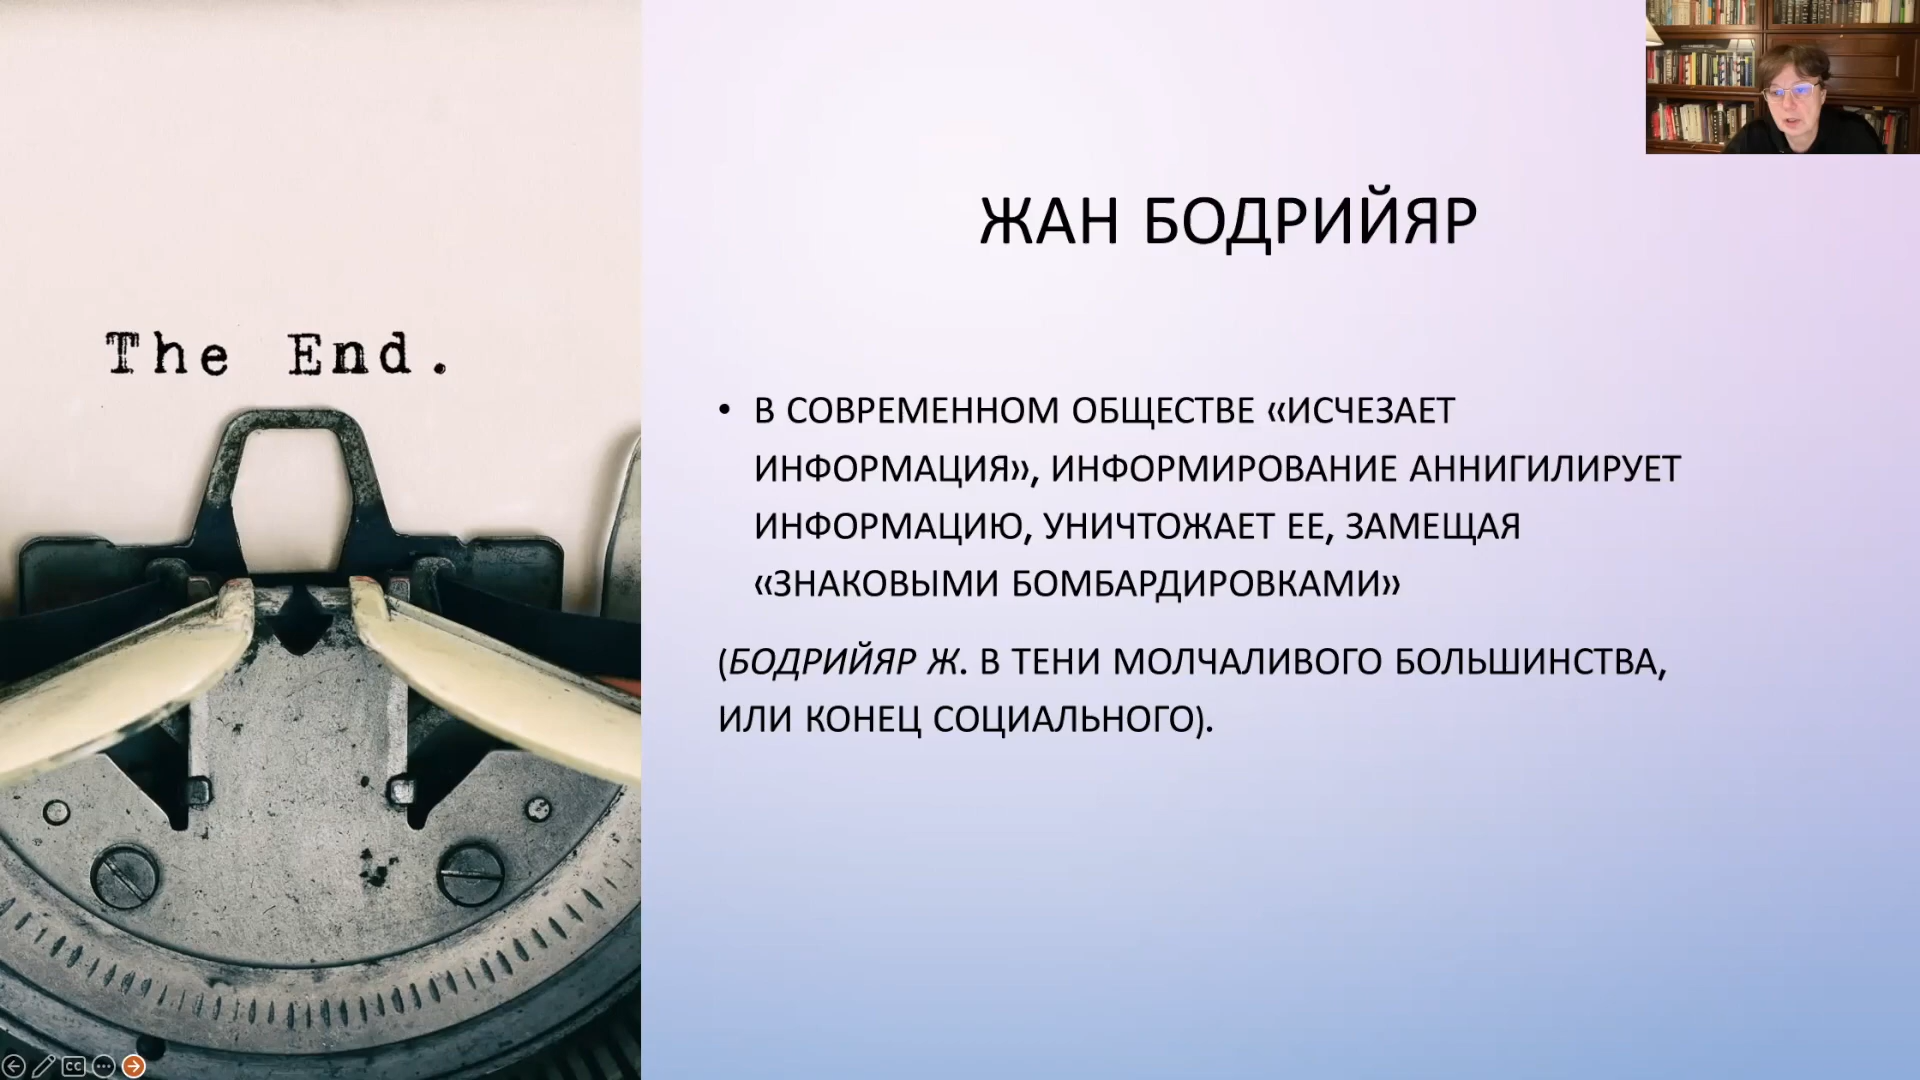 The End.
ЖАН БОДРИЙЯР
• В СОВРЕМЕННОМ ОБЩЕСТВЕ «ИСЧЕЗАЕТ
ИНФОРМАЦИЯ», ИНФОРМИРОВАНИЕ АННИГИЛИРУЕТ
ИНФОРМАЦИЮ, УНИЧТОЖАЕТ ЕЕ, ЗАМЕЩАЯ
«ЗНАКОВЫМИ БОМБАРДИРОВКАМИ»
(БОДРИЙЯР Ж. В ТЕНИ МОЛЧАЛИВОГО БОЛЬШИНСТВА,
ИЛИ КОНЕЦ СОЦИАЛЬНОГО).
CC